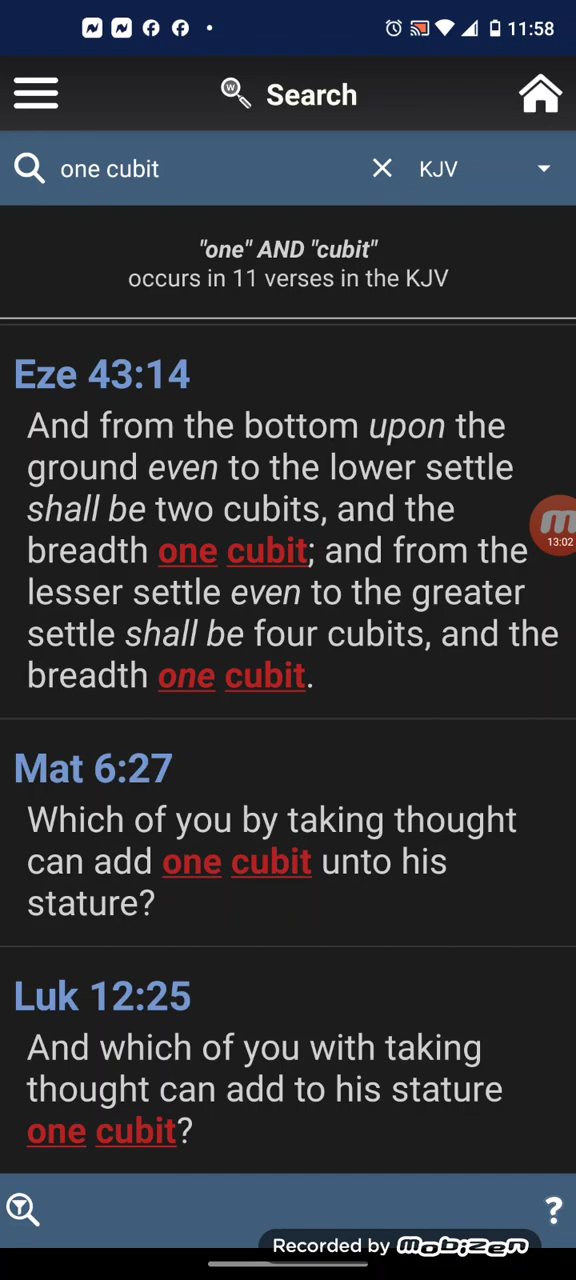 11:58
Search
one cubit KJV
"one" AND "cubit"
occurs in 11 verses in the KJV
Eze 43:14
And from the bottom upon the
ground even to the lower settle
shall be two cubits, and the
breadth one cubit; and from the
lesser settle even to the greater
settle shall be four cubits, and the
breadth one cubit.
13:02
Mat 6:27
Which of you by taking thought
can add one cubit unto his
stature?
Luk 12:25
And which of you with taking
thought can add to his stature
one cubit?
?
Recorded by mobizen